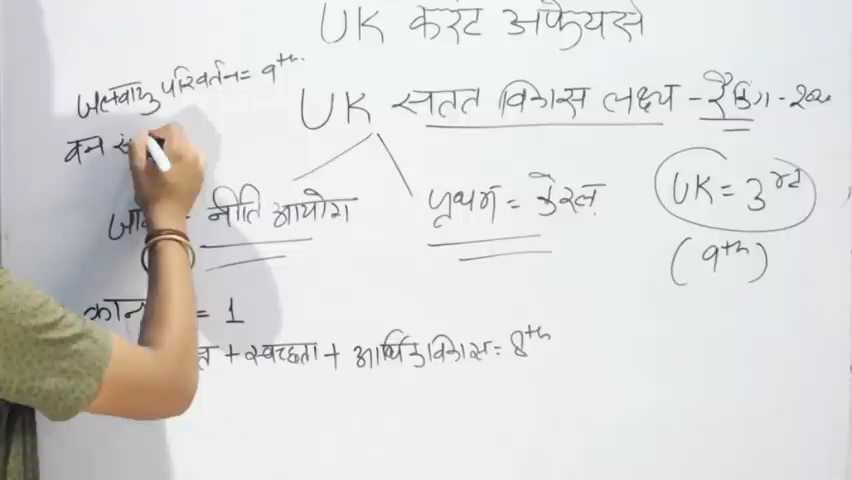 UK करंट अफेयर्स
जलवायु परिवर्तन = 9th.
UK सतत विकास लक्ष्य - रैंकिंग -
वन
नीति आयोग
प्रथम = केरल
UK = 3rd
(9th)
= 1
+ स्वच्छता + आर्थिक विकास = 8th